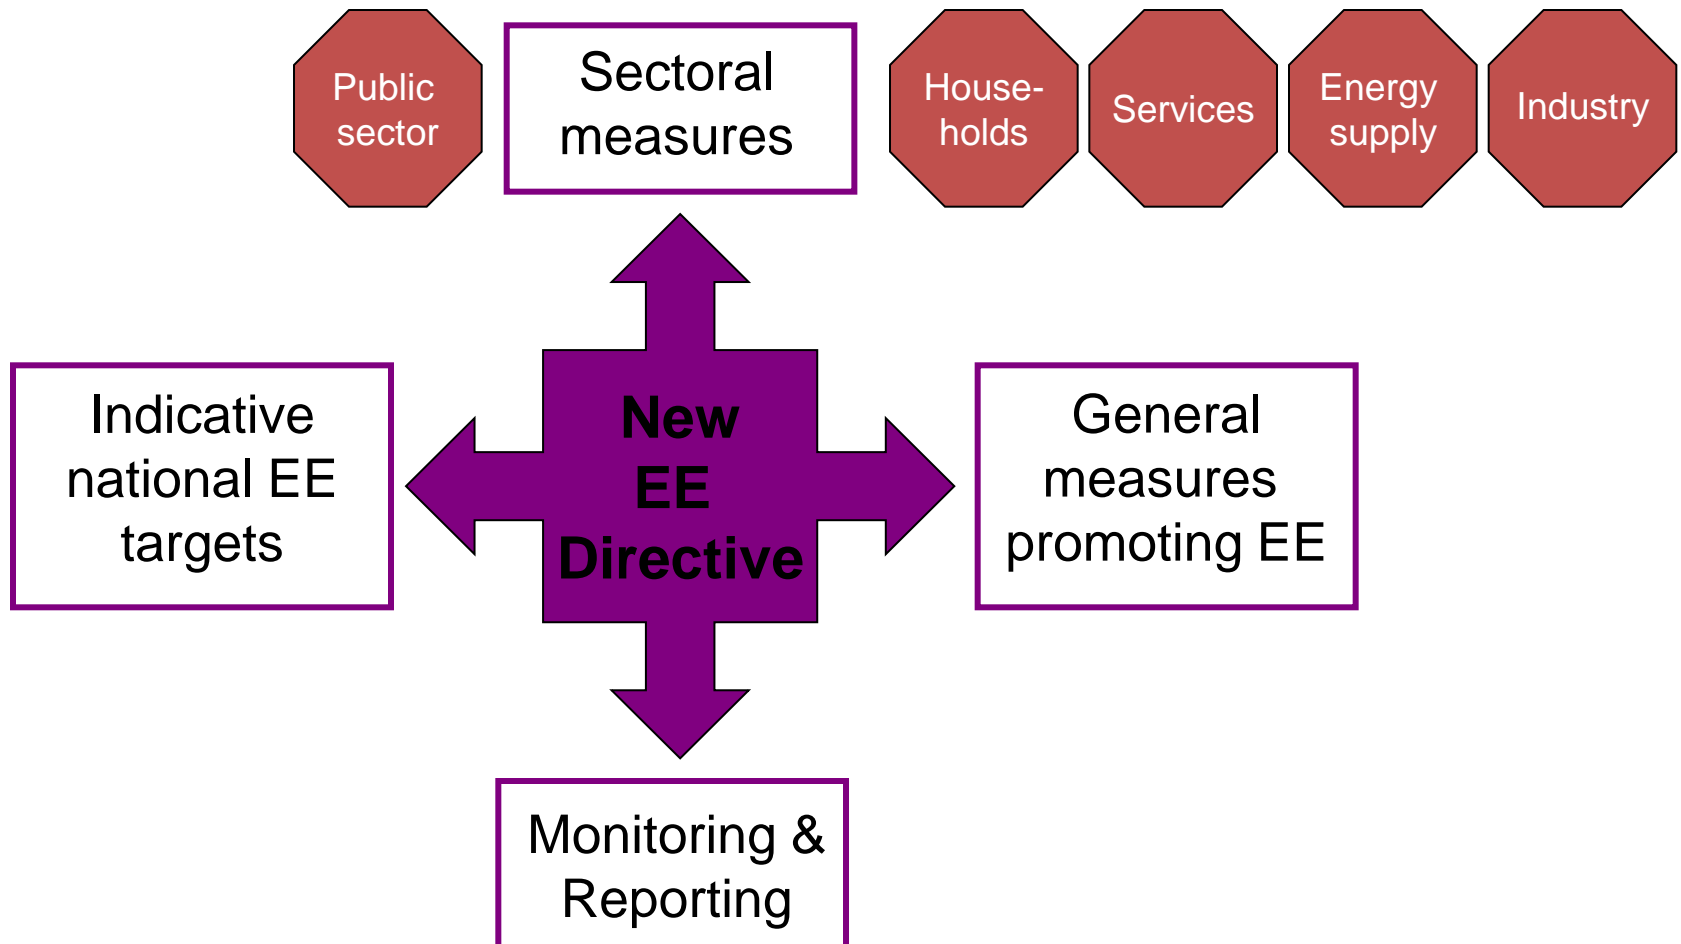 Public
sector
Sectoral
measures
House-
holds
Services
Energy
supply
Industry
Indicative
national EE
targets
New
EE
Directive
General
measures
promoting EE
Monitoring &
Reporting